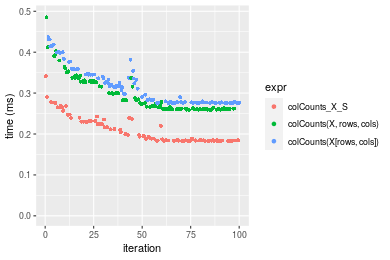 0.5
0.4
0.3
0.2
0.1
0.0
time (ms)
0
25
50
75
100
iteration
expr
colCounts_X_S
colCounts(X, rows, cols)
colCounts(X[rows, cols])